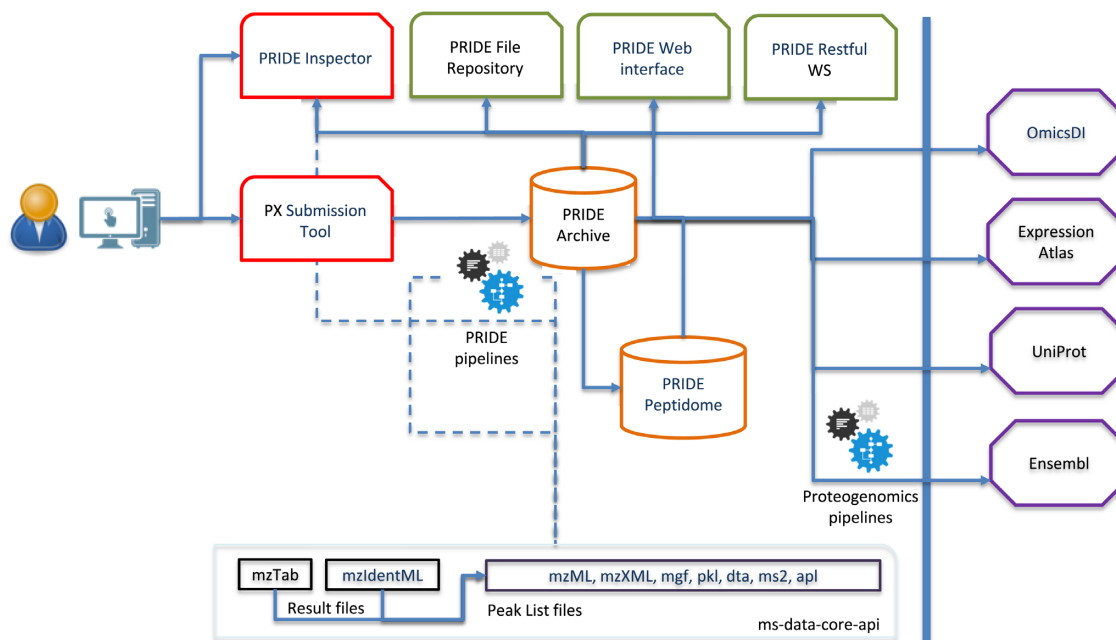 PRIDE Inspector
PRIDE File
Repository
PRIDE Web
interface
PRIDE Restful
WS
OmicsDI
PX Submission
Tool
PRIDE
Archive
Expression
Atlas
PRIDE
pipelines
PRIDE
Peptidome
UniProt
Ensembl
Proteogenomics
pipelines
mzTab
mzIdentML
mzML, mzXML, mgf, pkl, dta, ms2, apl
Result files
Peak List files
ms-data-core-api